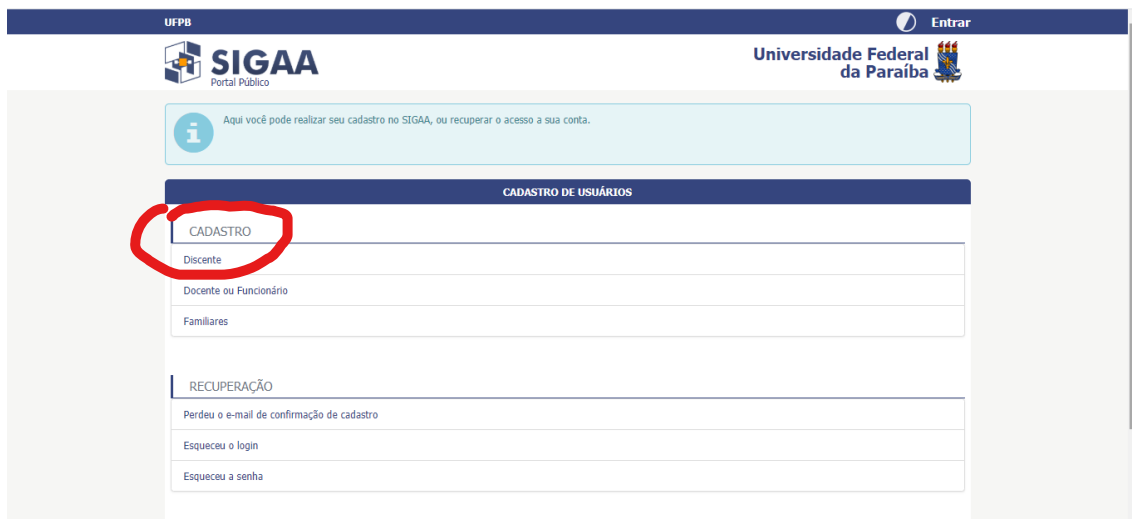 UFPB
Entrar
SIGAA
Portal Público
Universidade Federal
da Paraíba
Aqui você pode realizar seu cadastro no SIGAA, ou recuperar o acesso a sua conta.
CADASTRO DE USUÁRIOS
CADASTRO
Discente
Docente ou Funcionário
Familiares
RECUPERAÇÃO
Perdeu o e-mail de confirmação de cadastro
Esqueceu o login
Esqueceu a senha